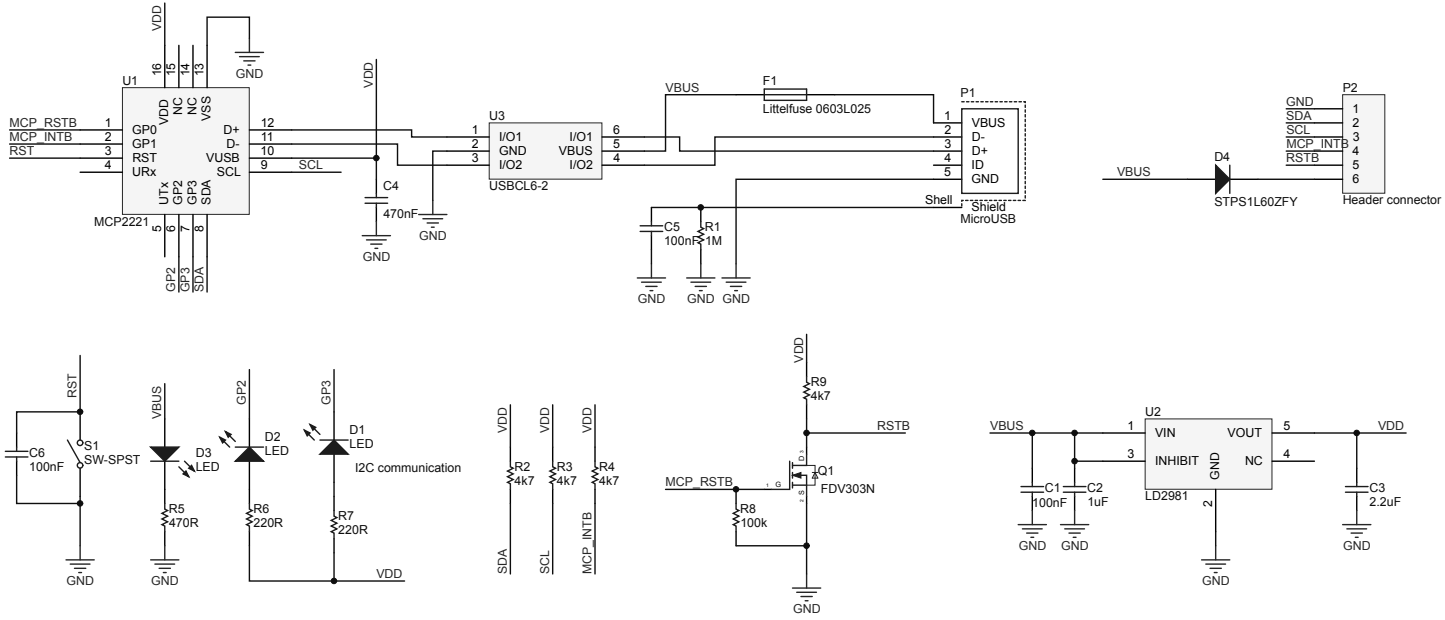 VDD
GND
U1
16
15
14
13
VDD
NC
NC
VSS
MCP_RSTB
1
GP0
D+
12
MCP_INTB
2
GP1
D-
11
RST
3
RST
VUSB
10
4
URx
SCL
9
SCL
UTx
GP2
GP3
SDA
MCP2221
5
6
7
8
GP2
GP3
SDA
VDD
C4
470nF
GND
U3
1
I/O1
I/O1
6
2
GND
VBUS
5
3
I/O2
I/O2
4
USBCL6-2
GND
VBUS
F1
Littelfuse 0603L025
P1
1
VBUS
2
D-
3
D+
4
ID
5
GND
Shell
Shield
MicroUSB
C5
100nF
R1
1M
GND
GND
GND
VBUS
D4
STPS1L60ZFY
P2
GND
1
SDA
2
SCL
3
MCP_INTB
4
RSTB
5
6
Header connector
RST
C6
100nF
S1
SW-SPST
GND
VBUS
D3
LED
R5
470R
GND
GP2
D2
LED
R6
220R
GP3
D1
LED
I2C communication
R7
220R
VDD
VDD
R2
4k7
SDA
VDD
R3
4k7
SCL
VDD
R4
4k7
MCP_INTB
VDD
R9
4k7
RSTB
MCP_RSTB
1
G
D
3
S
2
Q1
FDV303N
R8
100k
GND
VBUS
U2
1
VIN
VOUT
5
VDD
3
INHIBIT
GND
NC
4
LD2981
2
C1
100nF
C2
1uF
C3
2.2uF
GND
GND
GND
GND